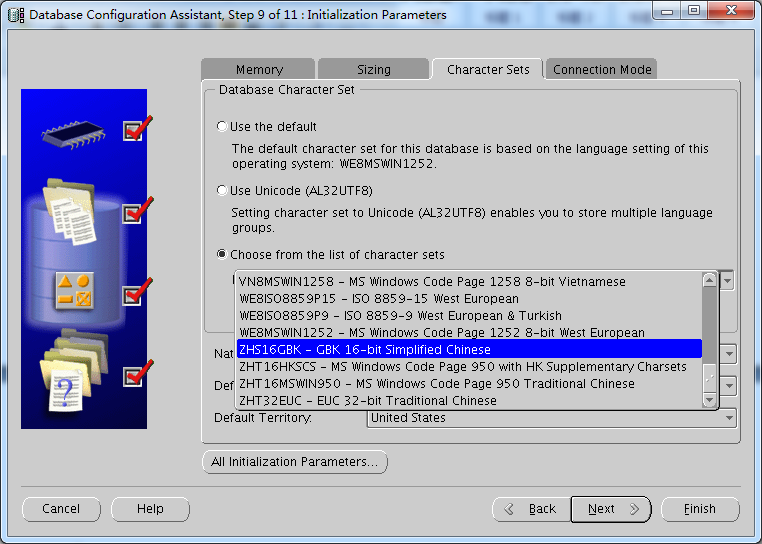 Database Configuration Assistant, Step 9 of 11 : Initialization Parameters
Memory
Sizing
Character Sets
Connection Mode
Database Character Set
Use the default
The default character set for this database is based on the language setting of this
operating system: WE8MSWIN1252.
Use Unicode (AL32UTF8)
Setting character set to Unicode (AL32UTF8) enables you to store multiple language
groups.
Choose from the list of character sets
VN8MSWIN1258 - MS Windows Code Page 1258 8-bit Vietnamese
WE8ISO8859P15 - ISO 8859-15 West European
WE8ISO8859P9 - ISO 8859-9 West European & Turkish
WE8MSWIN1252 - MS Windows Code Page 1252 8-bit West European
ZHS16GBK - GBK 16-bit Simplified Chinese
ZHT16HKSCS - MS Windows Code Page 950 with HK Supplementary Charsets
ZHT16MSWIN950 - MS Windows Code Page 950 Traditional Chinese
ZHT32EUC - EUC 32-bit Traditional Chinese
Nat
Def
Default Territory:
United States
All Initialization Parameters...
Cancel
Help
Back
Next
Finish